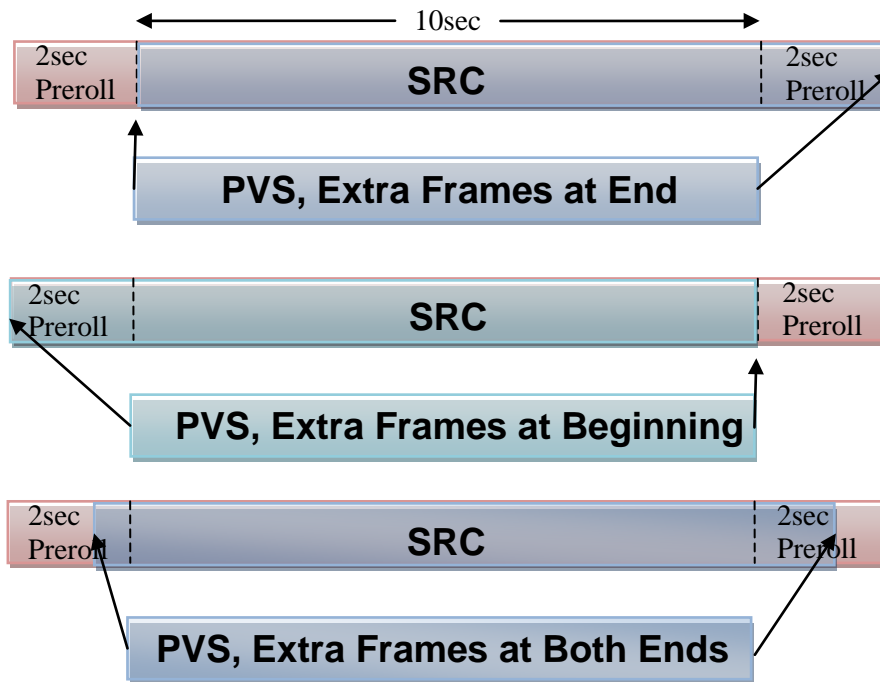 10sec
2sec
Preroll
SRC
2sec
Preroll
PVS, Extra Frames at End
2sec
Preroll
SRC
2sec
Preroll
PVS, Extra Frames at Beginning
2sec
Preroll
SRC
2sec
Preroll
PVS, Extra Frames at Both Ends